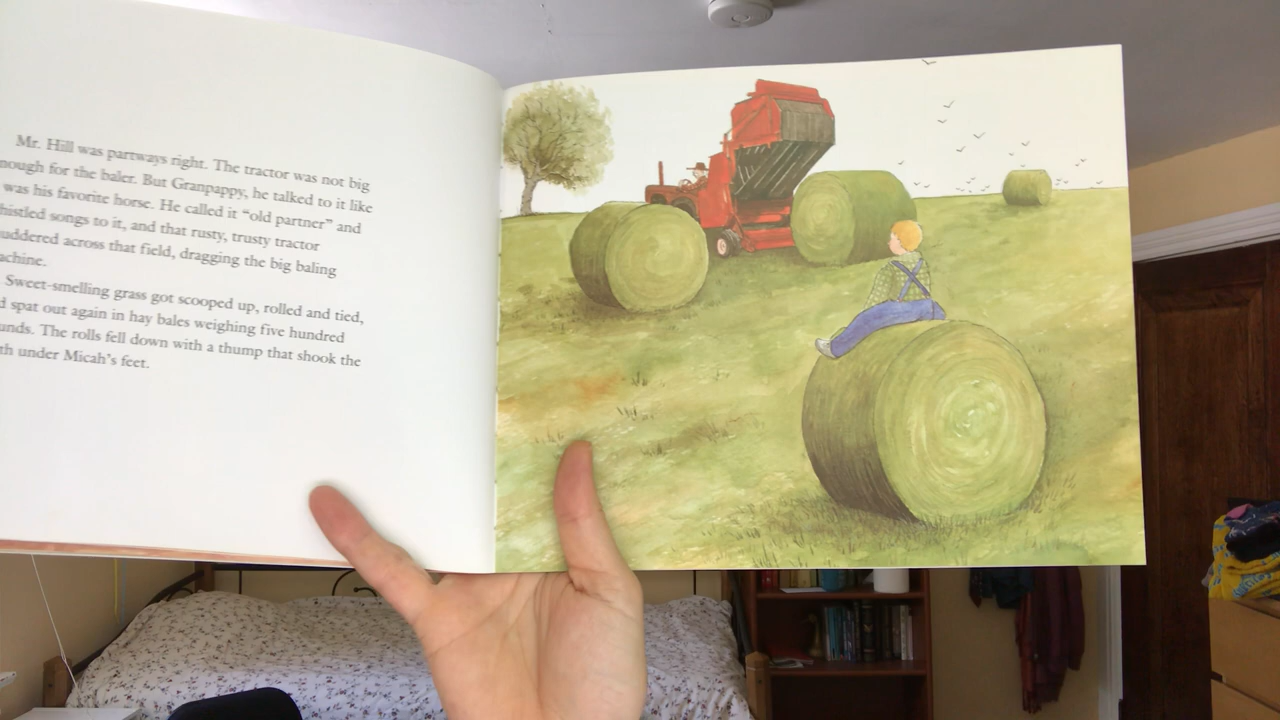 Mr. Hill was partways right. The tractor was not big
nough for the baler. But Granpappy, he talked to it like
was his favorite horse. He called it “old partner” and
histled songs to it, and that rusty, trusty tractor
uddered across that field, dragging the big baling
achine.
Sweet-smelling grass got scooped up, rolled and tied,
d spat out again in hay bales weighing five hundred
unds. The rolls fell down with a thump that shook the
th under Micah’s feet.